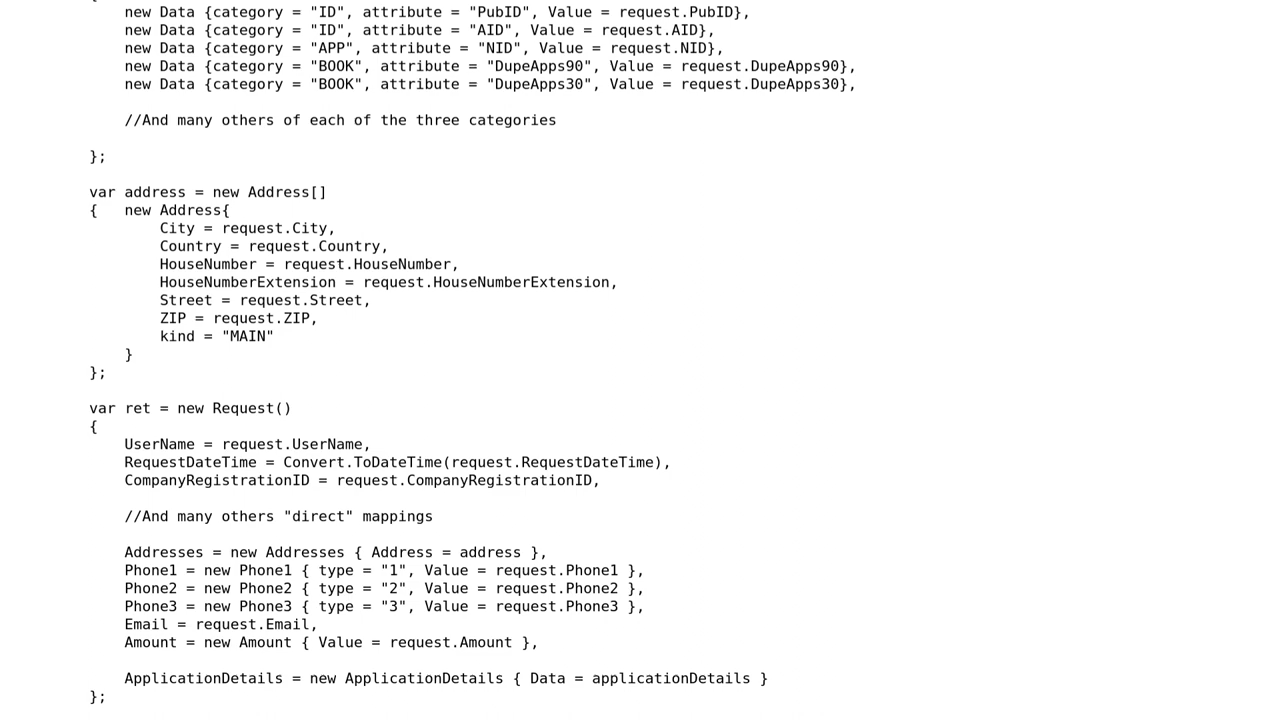 new Data {category = "ID", attribute = "PubID", Value = request.PubID},
new Data {category = "ID", attribute = "AID", Value = request.AID},
new Data {category = "APP", attribute = "NID", Value = request.NID},
new Data {category = "BOOK", attribute = "DupeApps90", Value = request.DupeApps90},
new Data {category = "BOOK", attribute = "DupeApps30", Value = request.DupeApps30},
//And many others of each of the three categories
};
var address = new Address[]
{   new Address{
City = request.City,
Country = request.Country,
HouseNumber = request.HouseNumber,
HouseNumberExtension = request.HouseNumberExtension,
Street = request.Street,
ZIP = request.ZIP,
kind = "MAIN"
}
};
var ret = new Request()
{
UserName = request.UserName,
RequestDateTime = Convert.ToDateTime(request.RequestDateTime),
CompanyRegistrationID = request.CompanyRegistrationID,
//And many others "direct" mappings
Addresses = new Addresses { Address = address },
Phone1 = new Phone1 { type = "1", Value = request.Phone1 },
Phone2 = new Phone2 { type = "2", Value = request.Phone2 },
Phone3 = new Phone3 { type = "3", Value = request.Phone3 },
Email = request.Email,
Amount = new Amount { Value = request.Amount },
ApplicationDetails = new ApplicationDetails { Data = applicationDetails }
};